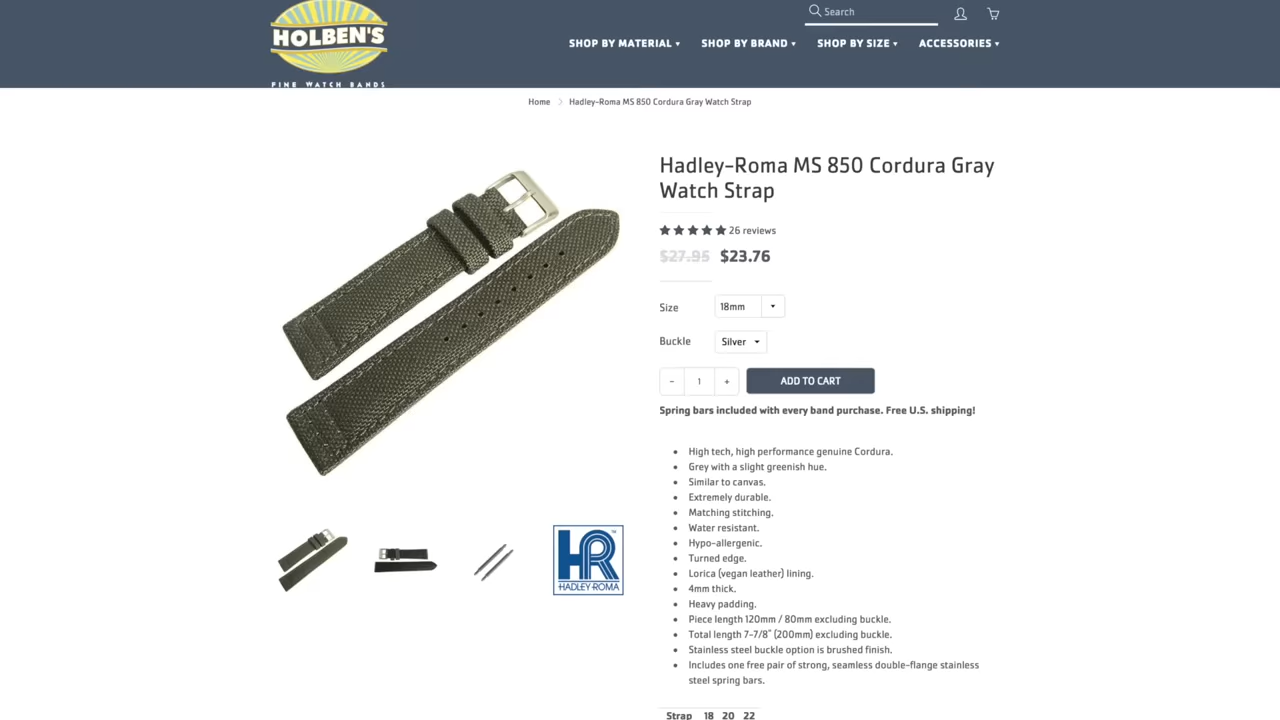 HOLBEN'S
FINE WATCH BANDS
Search
SHOP BY MATERIAL
SHOP BY BRAND
SHOP BY SIZE
ACCESSORIES
Home > Hadley-Roma MS 850 Cordura Gray Watch Strap
Hadley-Roma MS 850 Cordura Gray
Watch Strap
26 reviews
$27.95 $23.76
Size 18mm
Buckle Silver
- 1 + ADD TO CART
Spring bars included with every band purchase. Free U.S. shipping!
High tech, high performance genuine Cordura.
Grey with a slight greenish hue.
Similar to canvas.
Extremely durable.
Matching stitching.
Water resistant.
Hypo-allergenic.
Turned edge.
Lorica (vegan leather) lining.
4mm thick.
Heavy padding.
Piece length 120mm / 80mm excluding buckle.
Total length 7-7/8" (200mm) excluding buckle.
Stainless steel buckle option is brushed finish.
Includes one free pair of strong, seamless double-flange stainless
steel spring bars.
HR™
HADLEY-ROMA
Strap 18 20 22